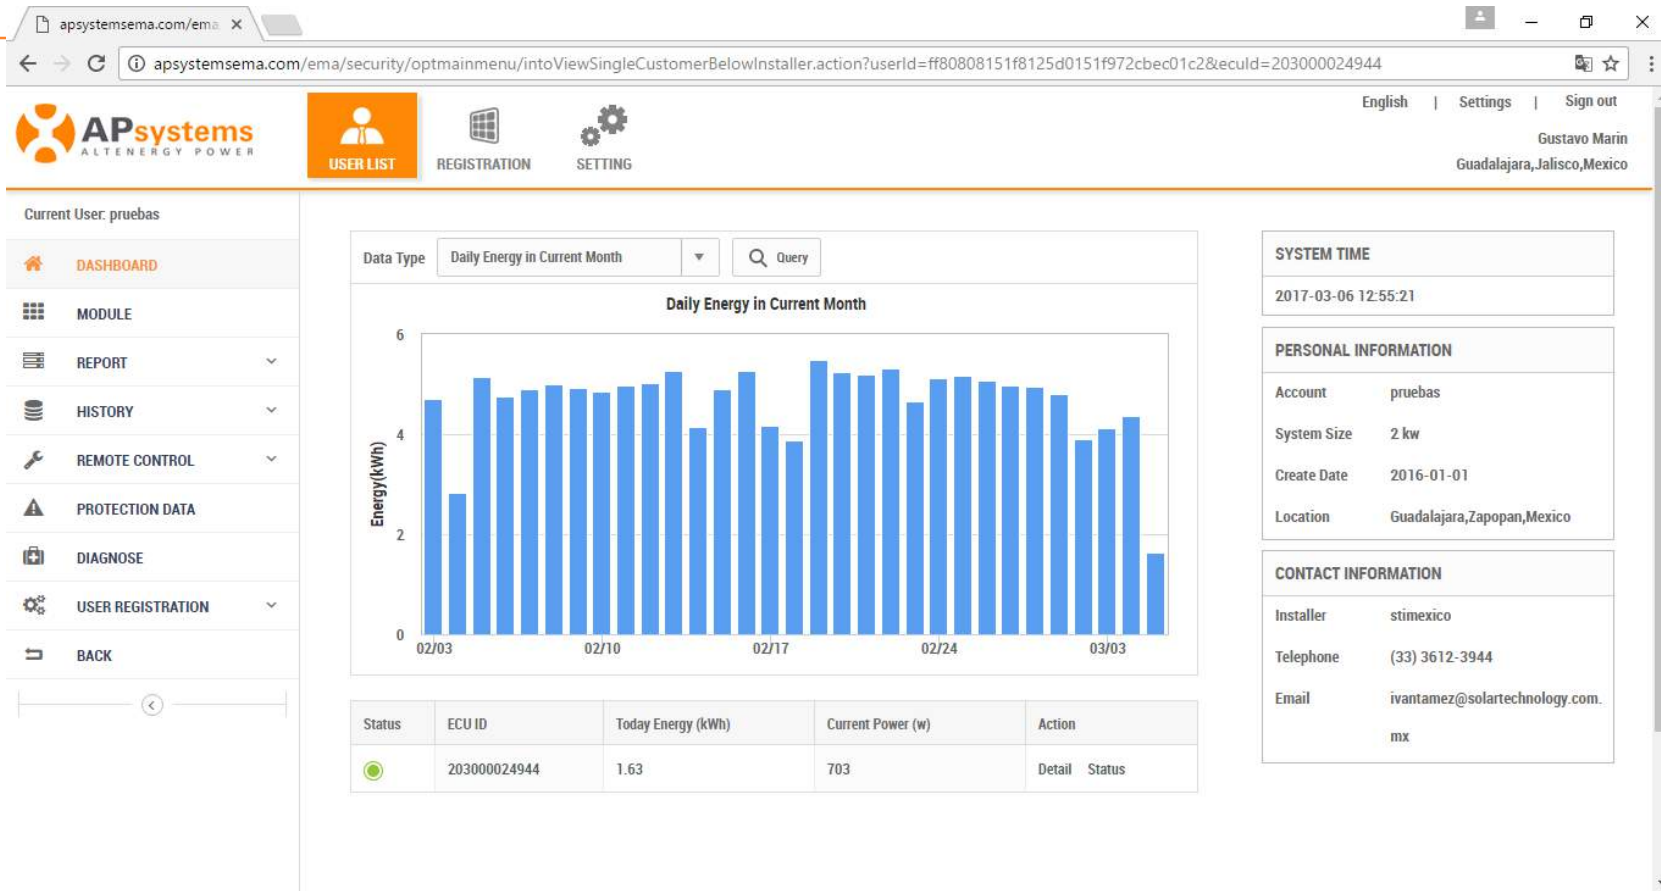 apsystemsema.com/ema
apsystemsema.com/ema/security/optmainmenu/intoViewSingleCustomerBelowInstaller.action?userId=ff80808151f8125d0151f972cbec01c2&ecuId=203000024944
APsystems
ALTENERGY POWER
USER LIST
REGISTRATION
SETTING
English | Settings | Sign out
Gustavo Marin
Guadalajara,Jalisco,Mexico
Current User: pruebas
DASHBOARD
MODULE
REPORT
HISTORY
REMOTE CONTROL
PROTECTION DATA
DIAGNOSE
USER REGISTRATION
BACK
Data Type Daily Energy in Current Month Query
Daily Energy in Current Month
Energy(kWh)
6
4
2
0
02/03 02/10 02/17 02/24 03/03
Status ECU ID Today Energy (kWh) Current Power (w) Action
203000024944 1.63 703 Detail Status
SYSTEM TIME
2017-03-06 12:55:21
PERSONAL INFORMATION
Account pruebas
System Size 2 kw
Create Date 2016-01-01
Location Guadalajara,Zapopan,Mexico
CONTACT INFORMATION
Installer stimexico
Telephone (33) 3612-3944
Email ivantamez@solartechnology.com.
mx